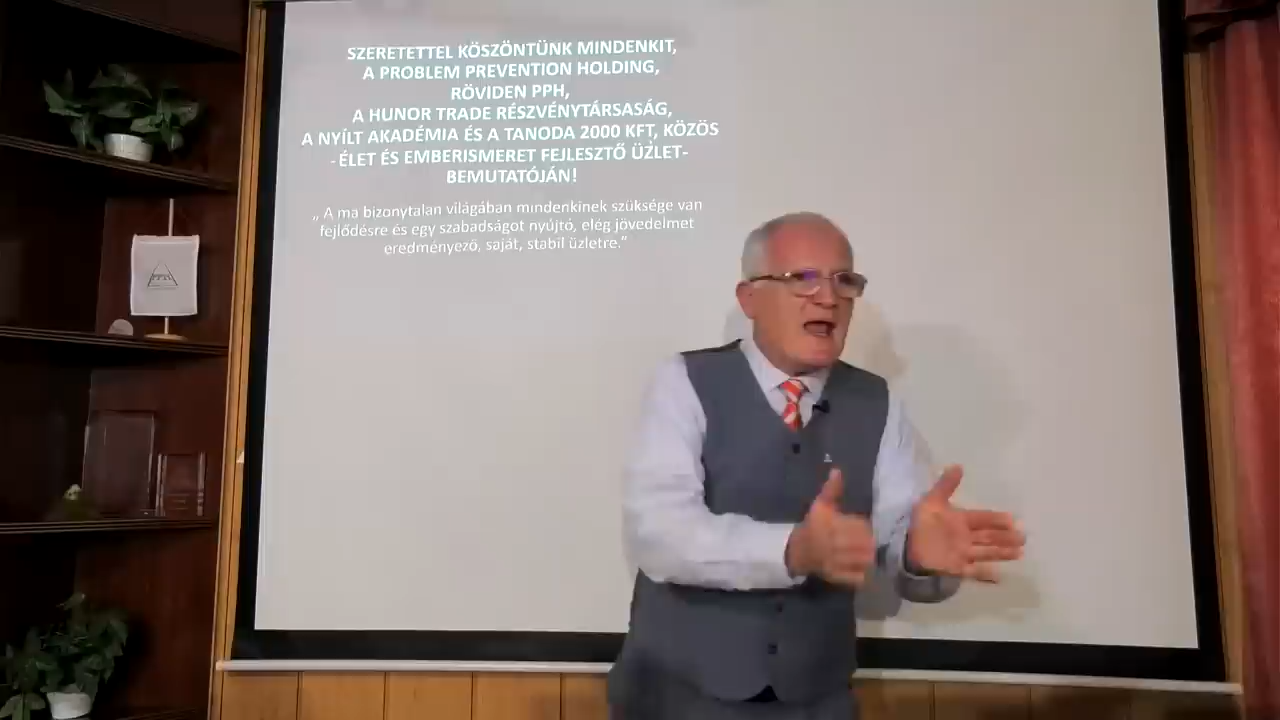 SZERETETTEL KÖSZÖNTÜNK MINDENKIT,
A PROBLEM PREVENTION HOLDING,
RÖVIDEN PPH,
A HUNOR TRADE RÉSZVÉNYTÁRSASÁG,
A NYÍLT AKADÉMIA ÉS A TANODA 2000 KFT, KÖZÖS
- ÉLET ÉS EMBERISMERET FEJLESZTŐ ÜZLET-
BEMUTATÓJÁN!
„ A ma bizonytalan világában mindenkinek szüksége van
fejlődésre és egy szabadságot nyújtó, elég jövedelmet
eredményező, saját, stabil üzletre.”